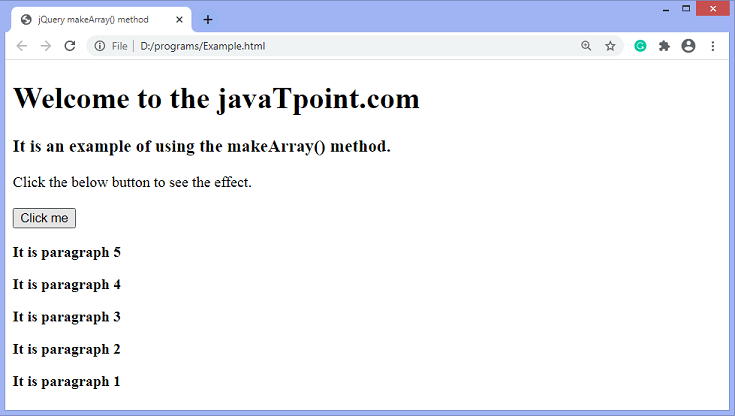 jQuery makeArray() method
File | D:/programs/Example.html
Welcome to the javaTpoint.com
It is an example of using the makeArray() method.
Click the below button to see the effect.
Click me
It is paragraph 5
It is paragraph 4
It is paragraph 3
It is paragraph 2
It is paragraph 1